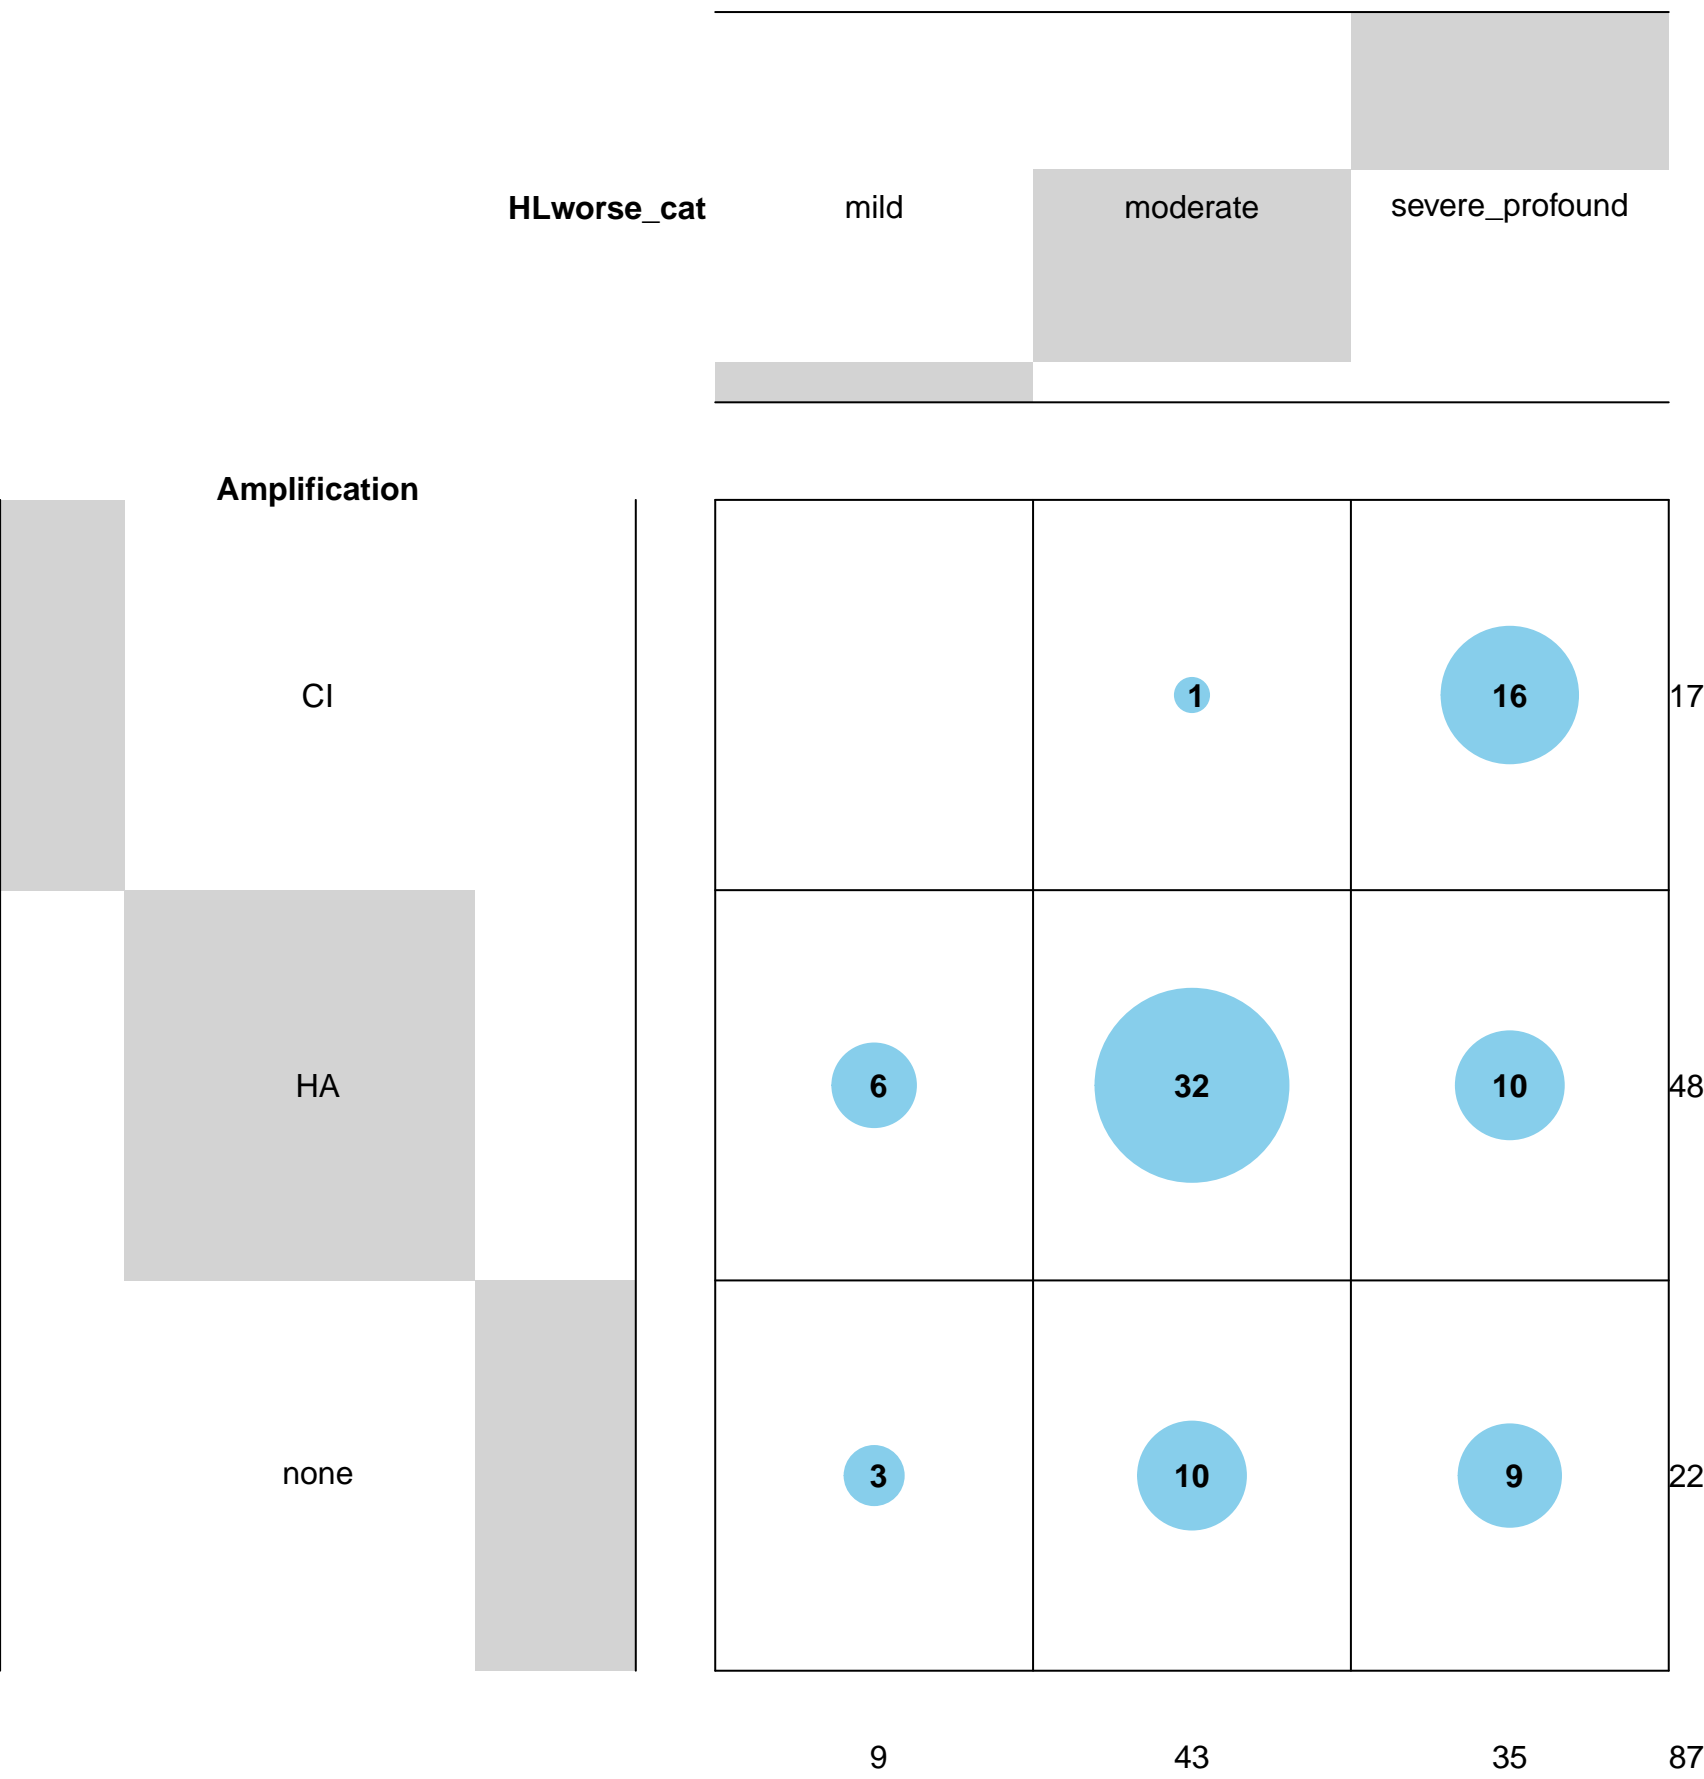 HLworse_cat mild moderate severe_profound
Amplification
CI 1 16 17
HA 6 32 10 48
none 3 10 9 22
9 43 35 87